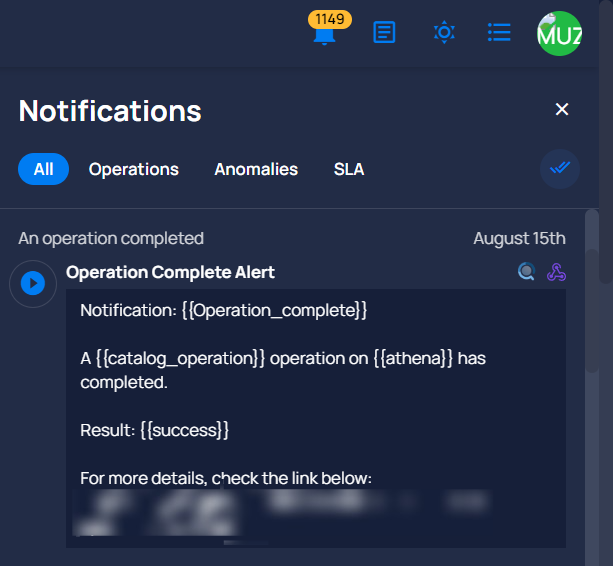 1149
MUZ
Notifications
All
Operations
Anomalies
SLA
An operation completed
August 15th
Operation Complete Alert
Notification: {{Operation_complete}}
A {{catalog_operation}} operation on {{athena}} has
completed.
Result: {{success}}
For more details, check the link below: